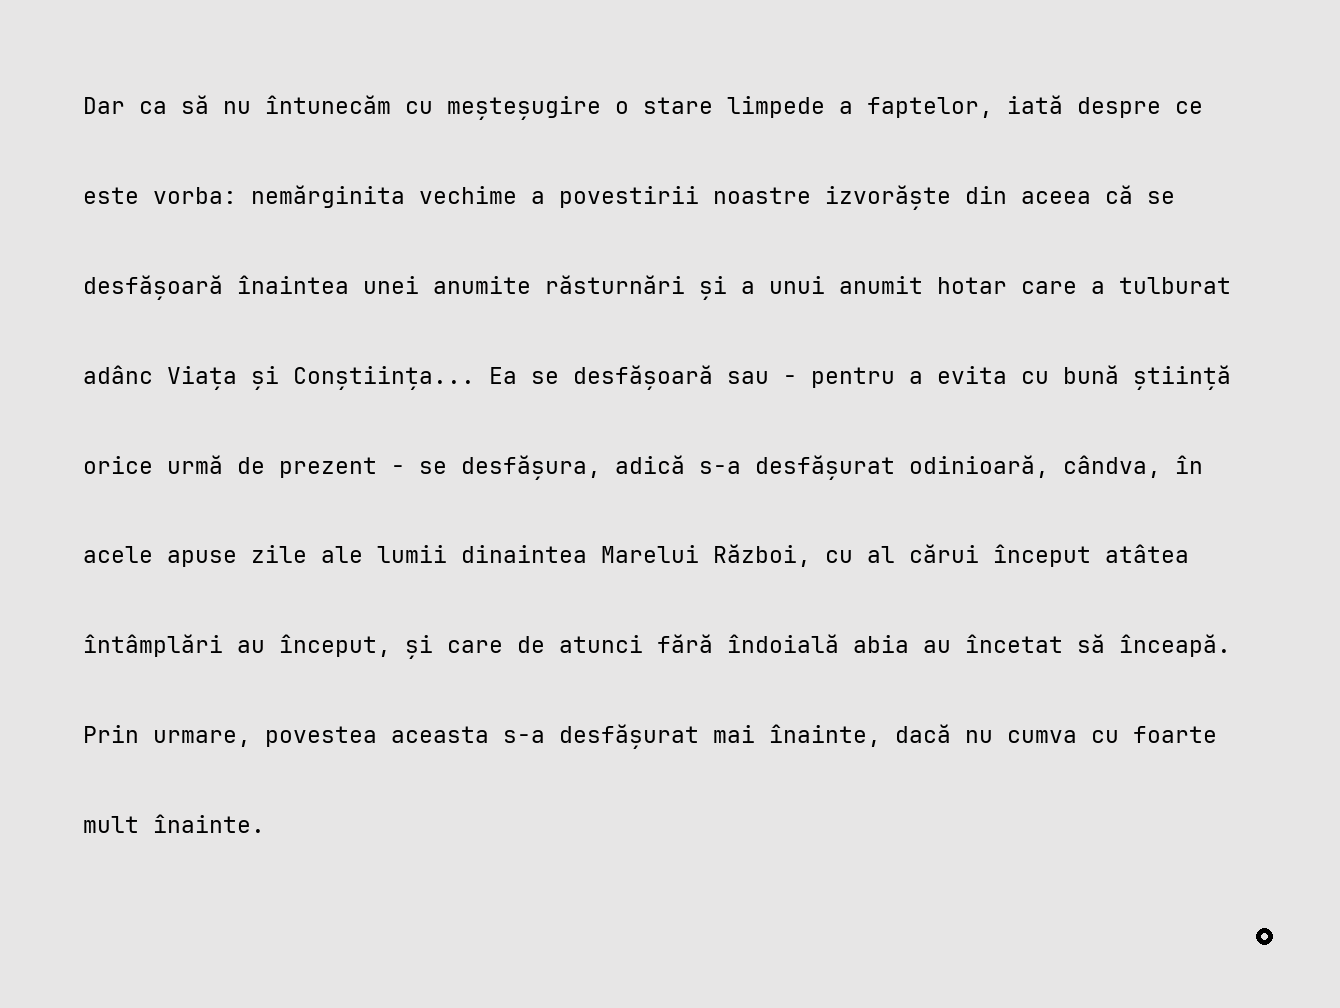 Dar ca să nu întunecăm cu meșteșugire o stare limpede a faptelor, iată despre ce
este vorba: nemărginita vechime a povestirii noastre izvorăște din aceea că se
desfășoară înaintea unei anumite răsturnări și a unui anumit hotar care a tulburat
adânc Viața și Conștiința... Ea se desfășoară sau - pentru a evita cu bună știință
orice urmă de prezent - se desfășura, adică s-a desfășurat odinioară, cândva, în
acele apuse zile ale lumii dinaintea Marelui Război, cu al cărui început atâtea
întâmplări au început, și care de atunci fără îndoială abia au încetat să înceapă.
Prin urmare, povestea aceasta s-a desfășurat mai înainte, dacă nu cumva cu foarte
mult înainte.